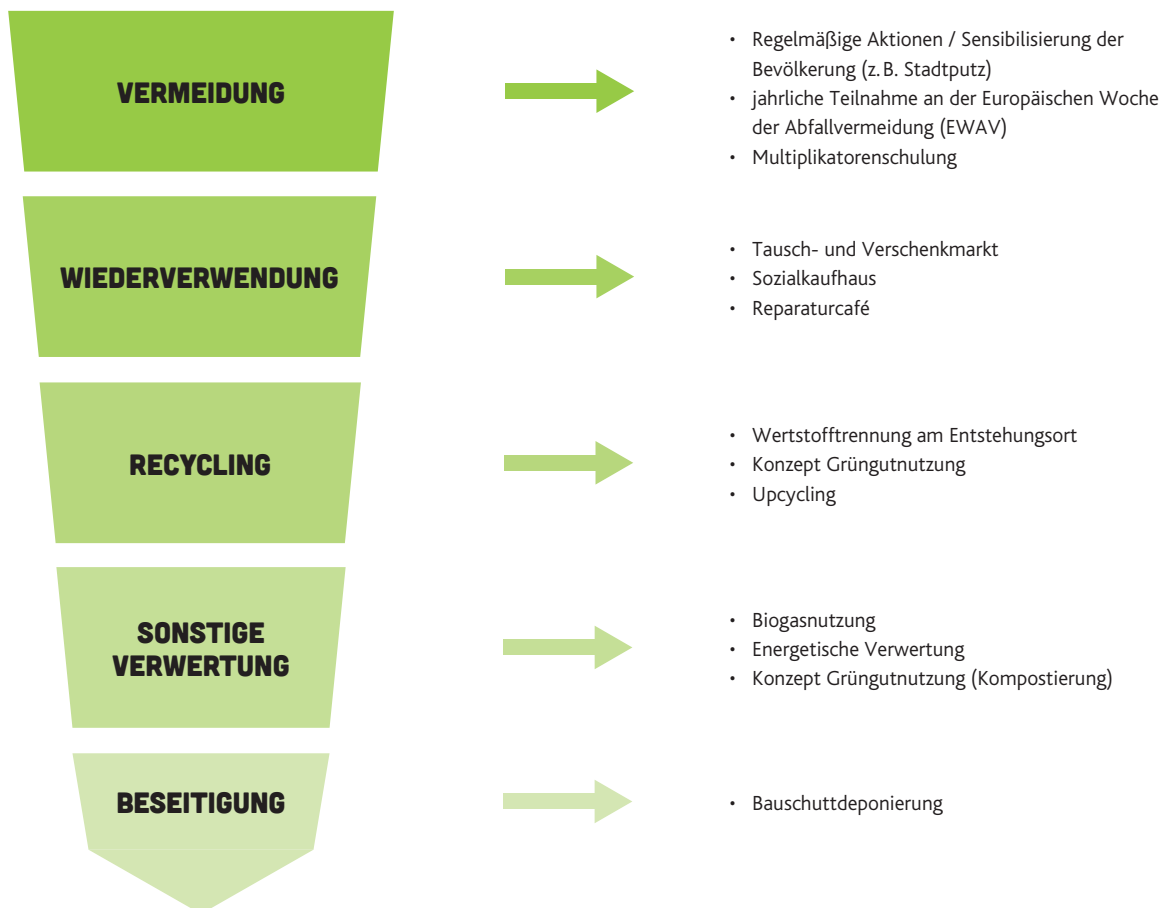 VERMEIDUNG
• Regelmäßige Aktionen / Sensibilisierung der
Bevölkerung (z. B. Stadtputz)
• jahrliche Teilnahme an der Europäischen Woche
der Abfallvermeidung (EWAV)
• Multiplikatorenschulung
WIEDERVERWENDUNG
• Tausch- und Verschenkmarkt
• Sozialkaufhaus
• Reparaturcafé
RECYCLING
• Wertstofftrennung am Entstehungsort
• Konzept Grüngutnutzung
• Upcycling
SONSTIGE
VERWERTUNG
• Biogasnutzung
• Energetische Verwertung
• Konzept Grüngutnutzung (Kompostierung)
BESEITIGUNG
• Bauschuttdeponierung